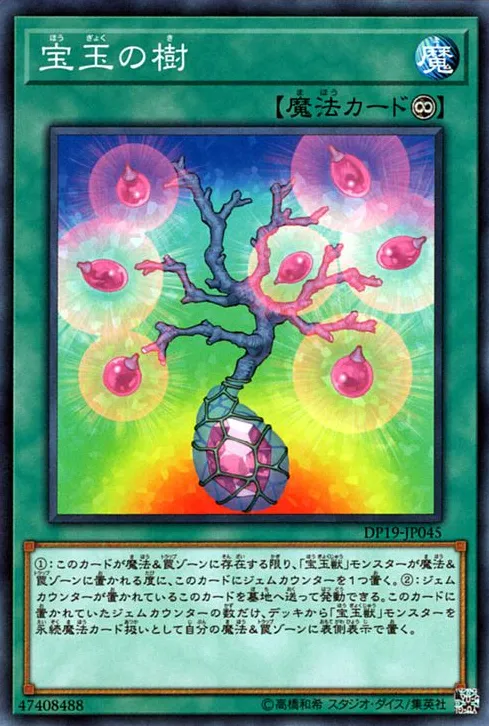 宝玉の樹
魔
【魔法カード】
DP19-JP045
①：このカードが魔法＆罠ゾーンに存在する限り、「宝玉獣」モンスターが魔法＆
罠ゾーンに置かれる度に、このカードにジェムカウンターを１つ置く。②：ジェム
カウンターが置かれているこのカードを墓地へ送って発動できる。このカードに
置かれていたジェムカウンターの数だけ、デッキから「宝玉獣」モンスターを
永続魔法カード扱いとして自分の魔法＆罠ゾーンに表側表示で置く。
47408488
©高橋和希 スタジオ・ダイス/集英社